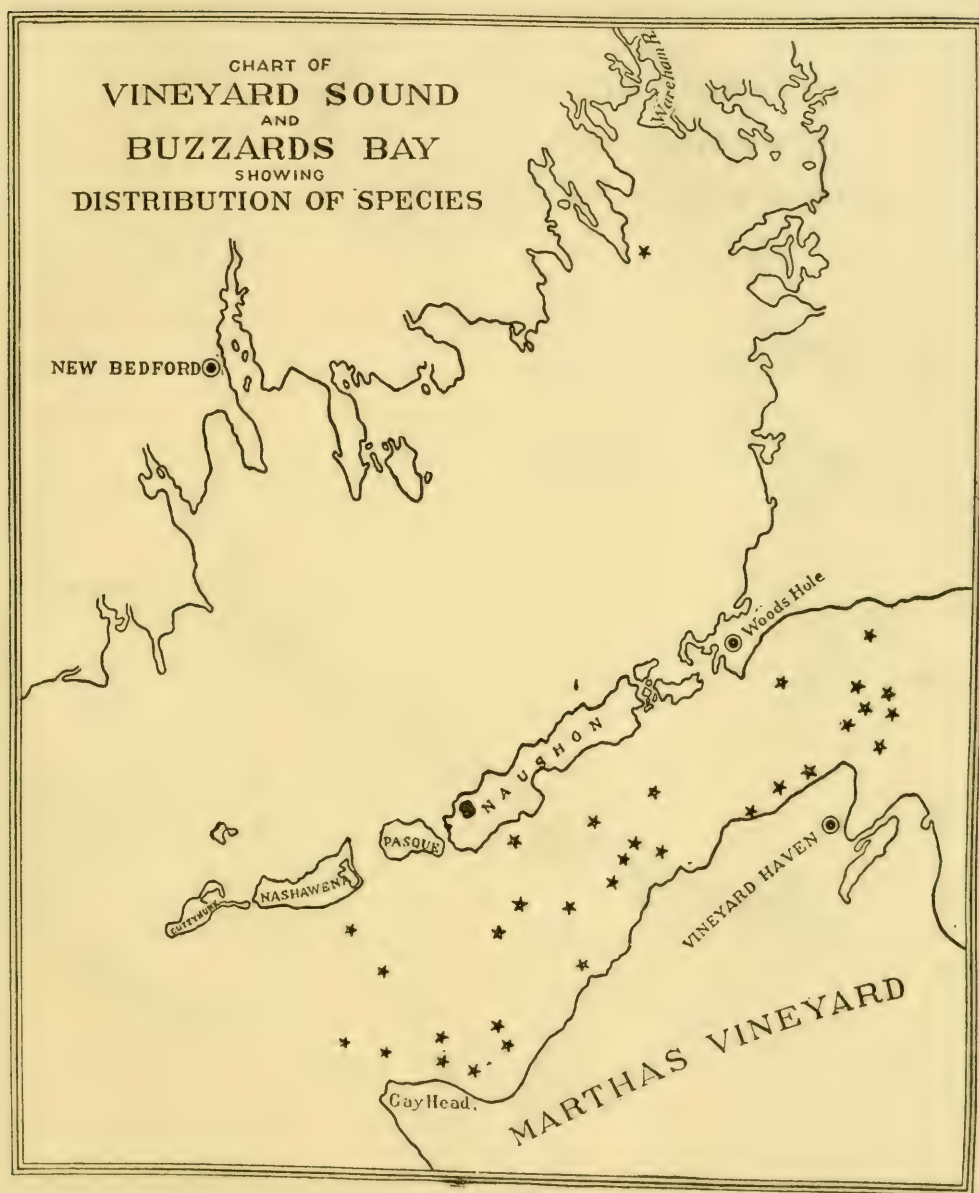 CHART OF
VINEYARD SOUND
AND
BUZZARDS BAY
SHOWING
DISTRIBUTION OF SPECIES
Wareham R.
NEW BEDFORD
Woods Hole
NAUSHON
PASQUE
NASHAWENA
CUTTYHUNK
VINEYARD HAVEN
MARTHAS VINEYARD
Gay Head.